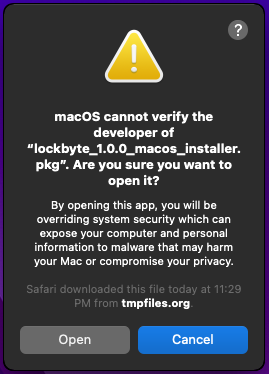 ?
macOS cannot verify the
developer of
“lockbyte_1.0.0_macos_installer.
pkg”. Are you sure you want to
open it?
By opening this app, you will be
overriding system security which can
expose your computer and personal
information to malware that may harm
your Mac or compromise your privacy.
Safari downloaded this file today at 11:29
PM from tmpfiles.org.
Open
Cancel